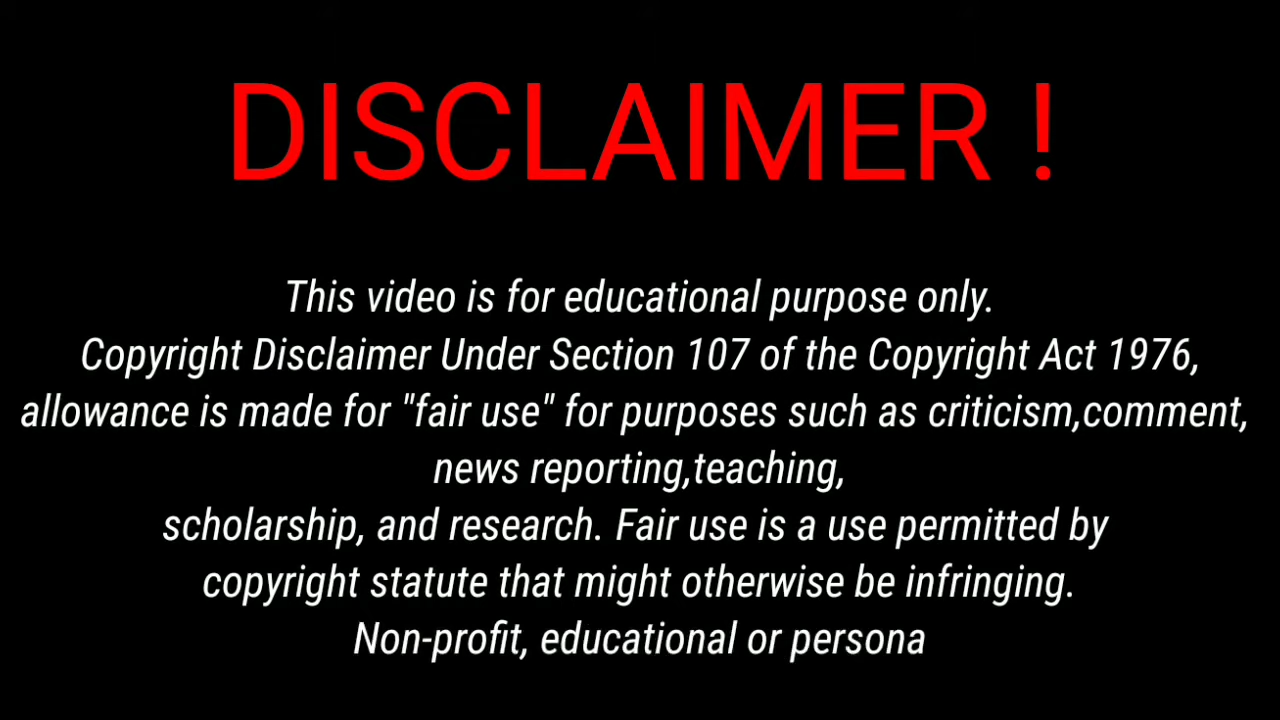 DISCLAIMER !
This video is for educational purpose only.
Copyright Disclaimer Under Section 107 of the Copyright Act 1976,
allowance is made for "fair use" for purposes such as criticism,comment,
news reporting,teaching,
scholarship, and research. Fair use is a use permitted by
copyright statute that might otherwise be infringing.
Non-profit, educational or persona